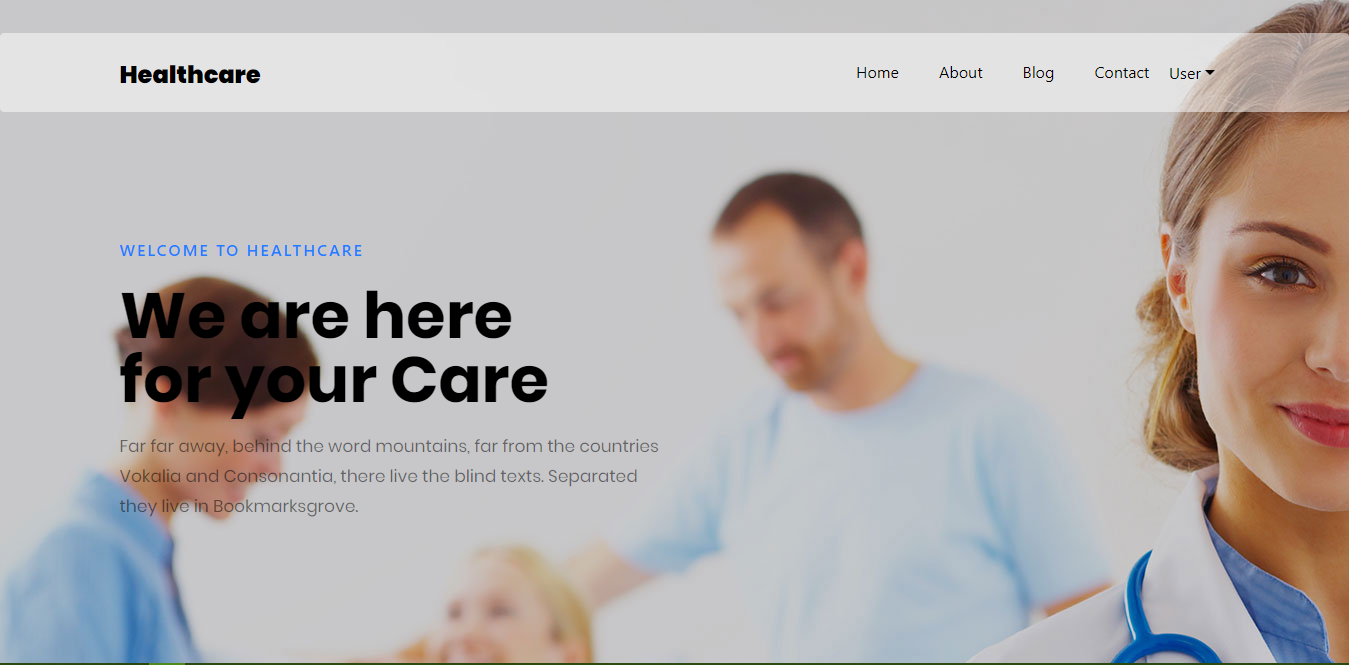 Healthcare
Home About Blog Contact User
WELCOME TO HEALTHCARE
We are here
for your Care
Far far away, behind the word mountains, far from the countries
Vokalia and Consonantia, there live the blind texts. Separated
they live in Bookmarksgrove.